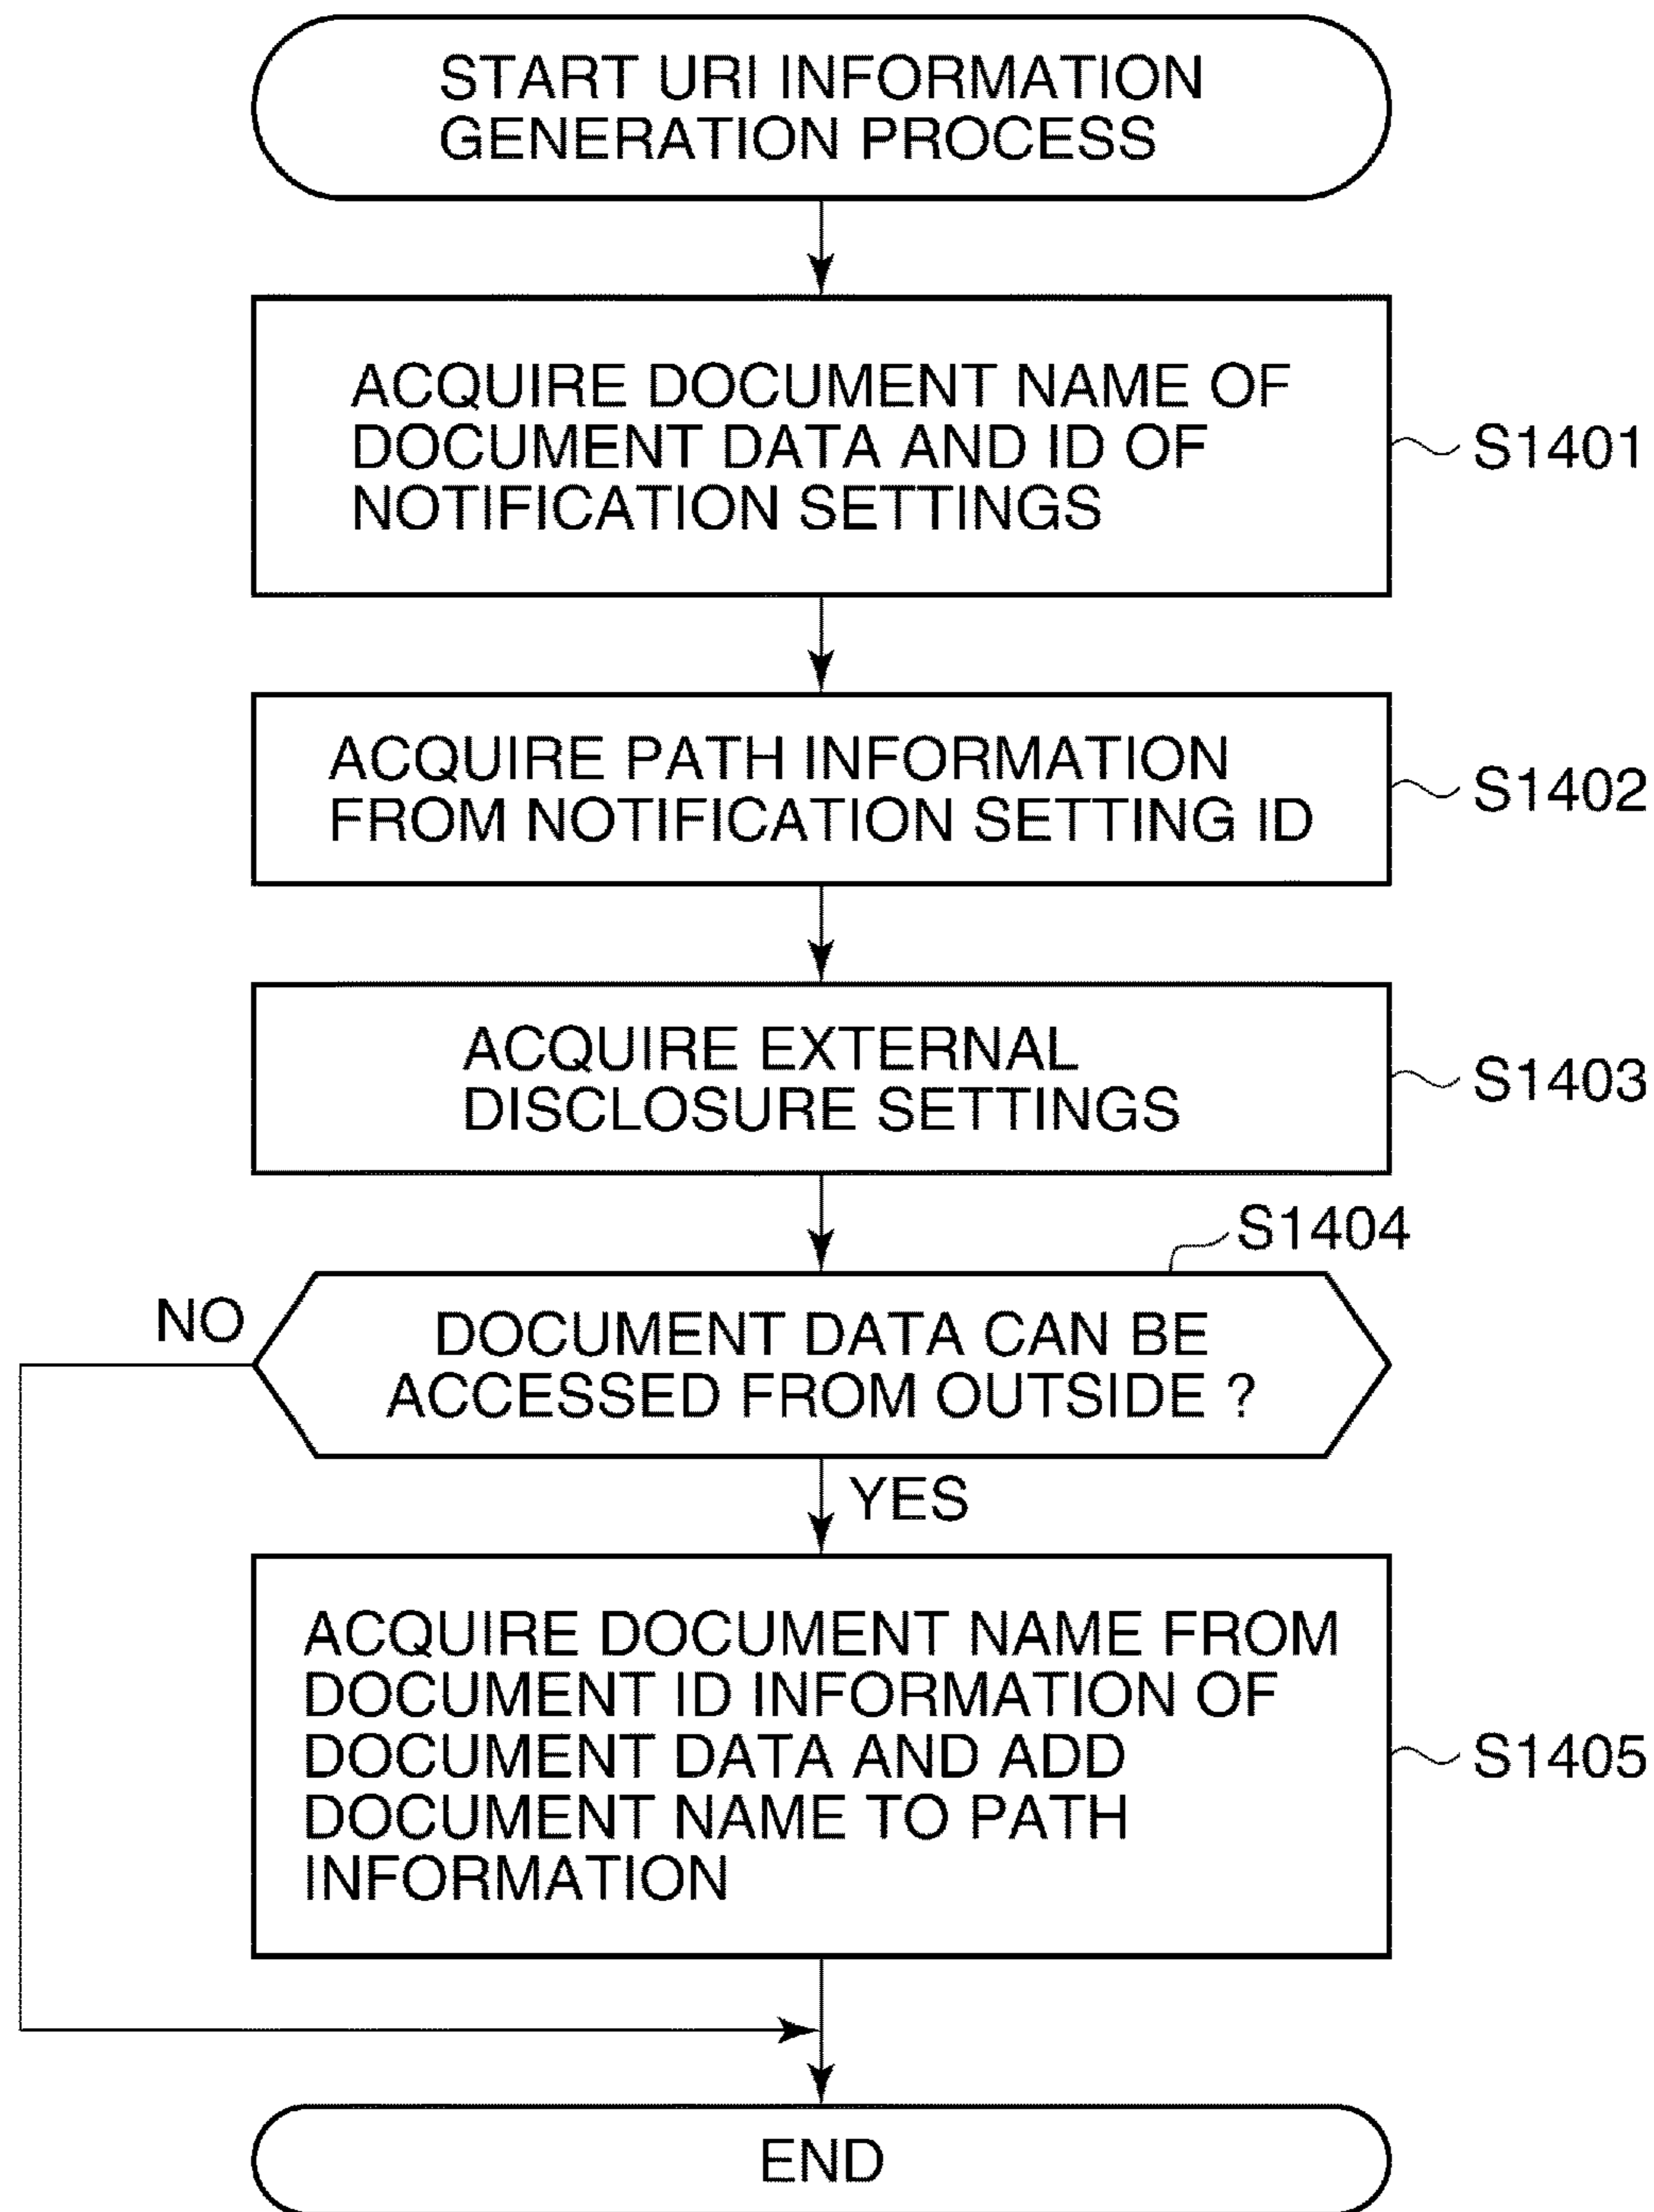 START URI INFORMATION
GENERATION PROCESS
ACQUIRE DOCUMENT NAME OF
DOCUMENT DATA AND ID OF
NOTIFICATION SETTINGS
S1401
ACQUIRE PATH INFORMATION
FROM NOTIFICATION SETTING ID
S1402
ACQUIRE EXTERNAL
DISCLOSURE SETTINGS
S1403
S1404
NO
DOCUMENT DATA CAN BE
ACCESSED FROM OUTSIDE ?
YES
ACQUIRE DOCUMENT NAME FROM
DOCUMENT ID INFORMATION OF
DOCUMENT DATA AND ADD
DOCUMENT NAME TO PATH
INFORMATION
S1405
END